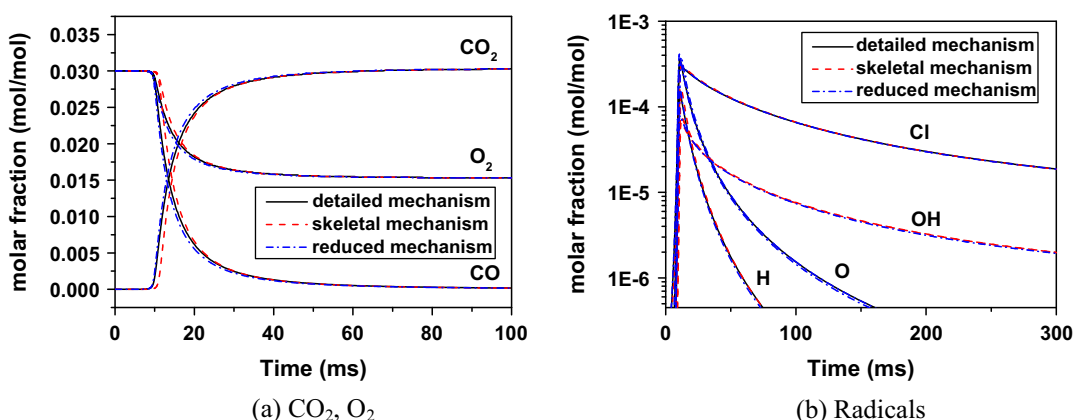 molar fraction (mol/mol)
0.035
0.030
0.025
0.020
0.015
0.010
0.005
0.000
CO₂
O₂
detailed mechanism
skeletal mechanism
reduced mechanism
CO
0 20 40 60 80 100
Time (ms)
(a) CO₂, O₂
molar fraction (mol/mol)
1E-3
1E-4
1E-5
1E-6
detailed mechanism
skeletal mechanism
reduced mechanism
Cl
OH
H
O
0 100 200 300
Time (ms)
(b) Radicals